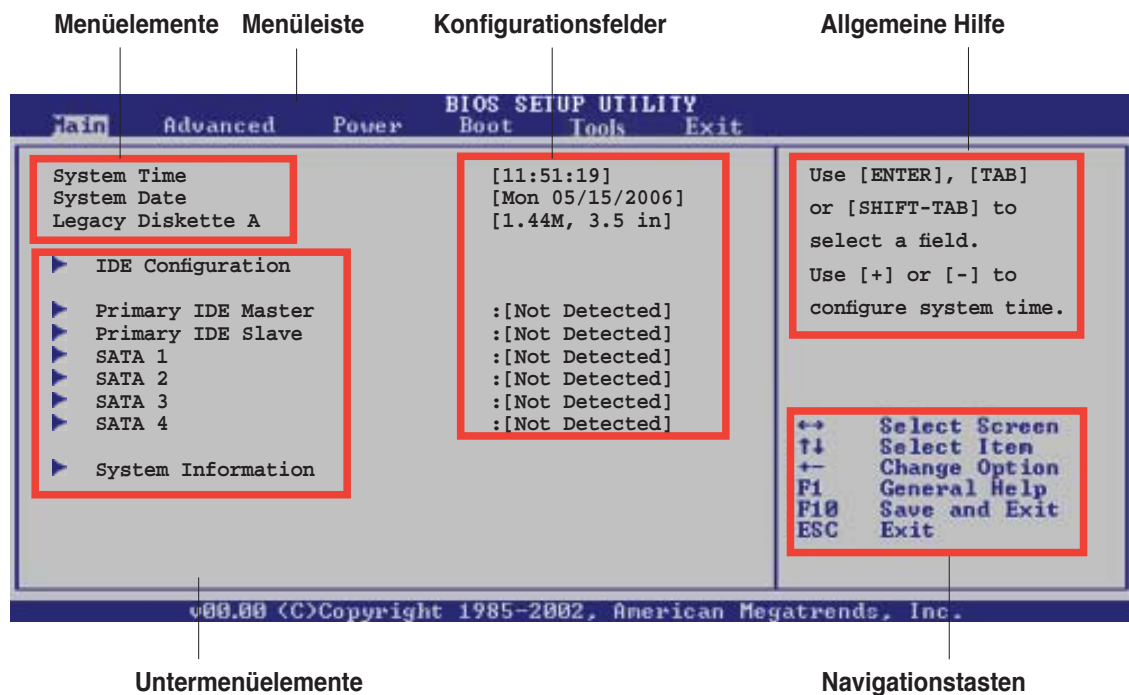 Menüelemente Menüleiste Konfigurationsfelder Allgemeine Hilfe
BIOS SETUP UTILITY
Main Advanced Power Boot Tools Exit
System Time [11:51:19]
System Date [Mon 05/15/2006]
Legacy Diskette A [1.44M, 3.5 in]
IDE Configuration
Primary IDE Master :[Not Detected]
Primary IDE Slave :[Not Detected]
SATA 1 :[Not Detected]
SATA 2 :[Not Detected]
SATA 3 :[Not Detected]
SATA 4 :[Not Detected]
System Information
Use [ENTER], [TAB]
or [SHIFT-TAB] to
select a field.
Use [+] or [-] to
configure system time.
←→ Select Screen
↑↓ Select Item
+- Change Option
F1 General Help
F10 Save and Exit
ESC Exit
v00.00 (C)Copyright 1985-2002, American Megatrends, Inc.
Untermenüelemente Navigationstasten